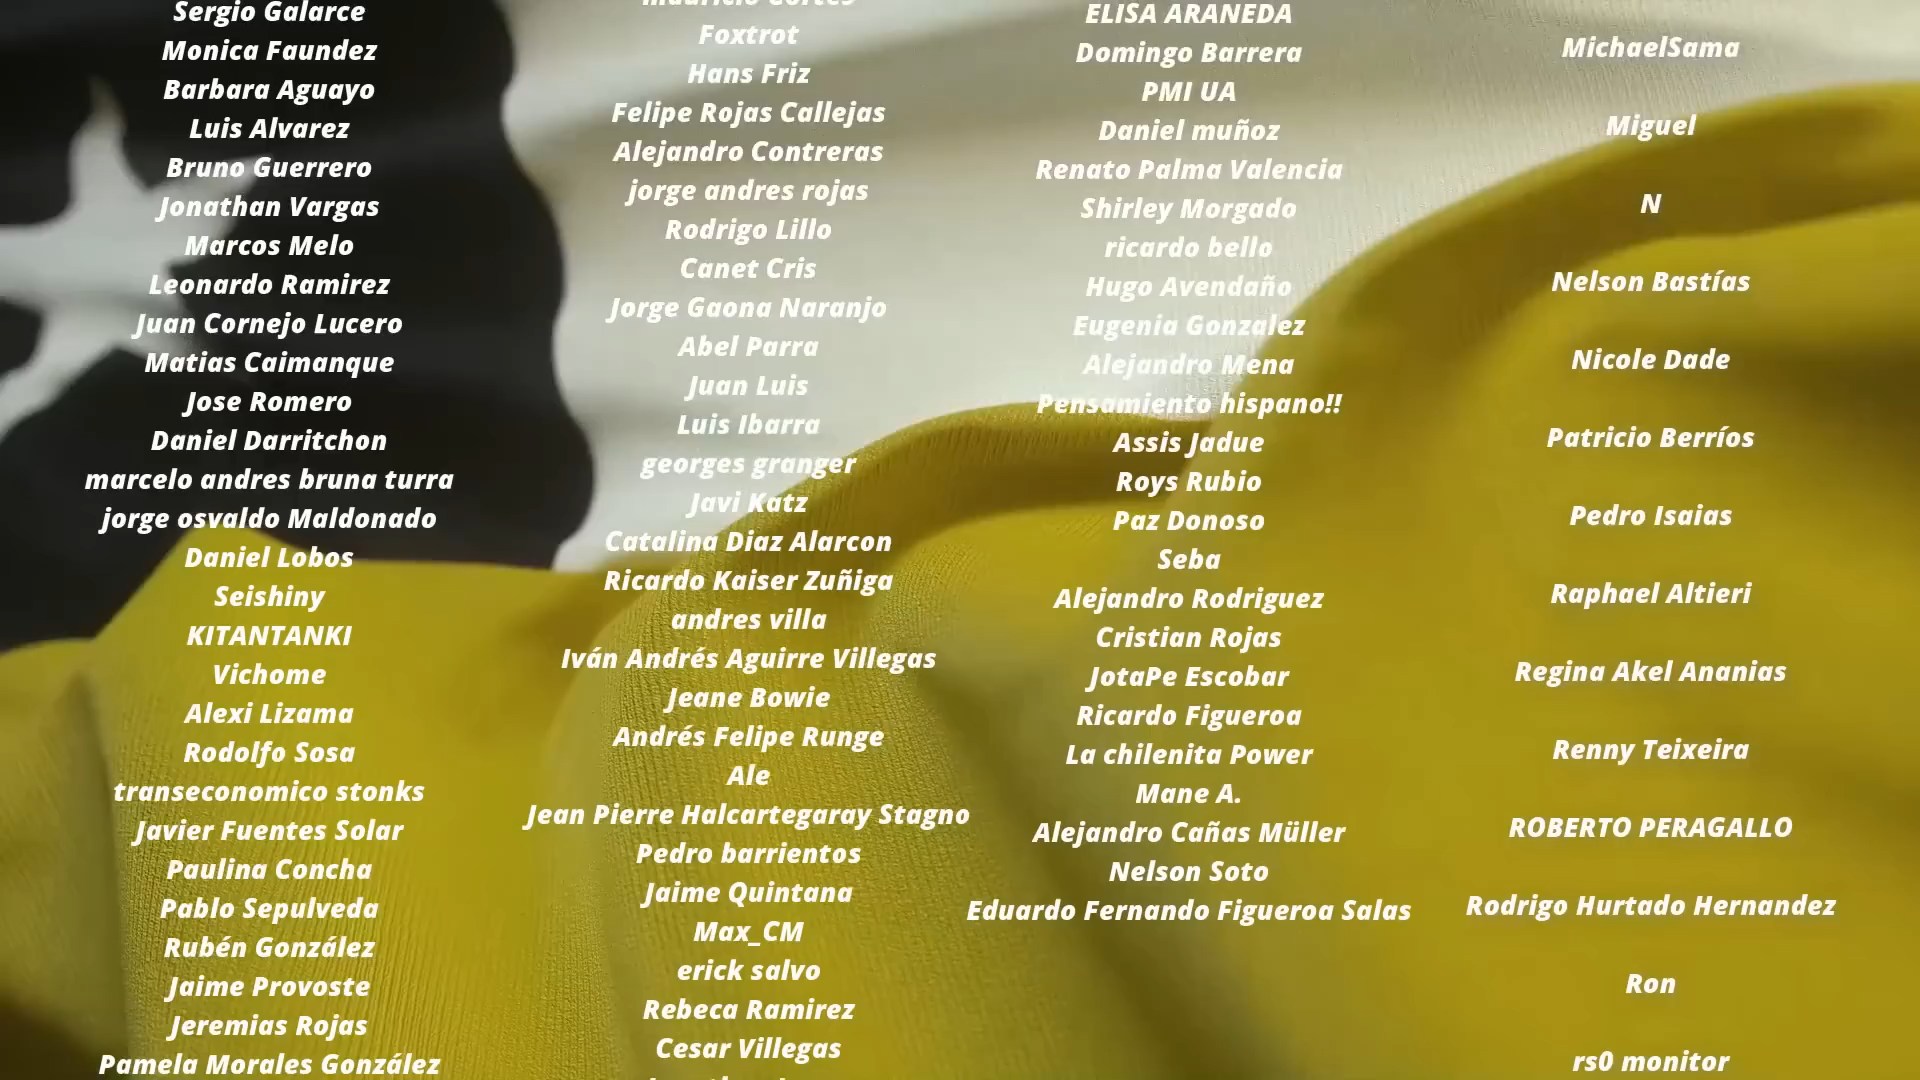 Sergio Galarce
Monica Faundez
Barbara Aguayo
Luis Alvarez
Bruno Guerrero
Jonathan Vargas
Marcos Melo
Leonardo Ramirez
Juan Cornejo Lucero
Matias Caimanque
Jose Romero
Daniel Darritchon
marcelo andres bruna turra
jorge osvaldo Maldonado
Daniel Lobos
Seishiny
KITANTANKI
Vichome
Alexi Lizama
Rodolfo Sosa
transeconomico stonks
Javier Fuentes Solar
Paulina Concha
Pablo Sepulveda
Rubén González
Jaime Provoste
Jeremias Rojas
Pamela Morales González
Foxtrot
Hans Friz
Felipe Rojas Callejas
Alejandro Contreras
jorge andres rojas
Rodrigo Lillo
Canet Cris
Jorge Gaona Naranjo
Abel Parra
Juan Luis
Luis Ibarra
georges granger
Javi Katz
Catalina Diaz Alarcon
Ricardo Kaiser Zuñiga
andres villa
Iván Andrés Aguirre Villegas
Jeane Bowie
Andrés Felipe Runge
Ale
Jean Pierre Halcartegaray Stagno
Pedro barrientos
Jaime Quintana
Max_CM
erick salvo
Rebeca Ramirez
Cesar Villegas
ELISA ARANEDA
Domingo Barrera
PMI UA
Daniel muñoz
Renato Palma Valencia
Shirley Morgado
ricardo bello
Hugo Avendaño
Eugenia Gonzalez
Alejandro Mena
Pensamiento hispano!!
Assis Jadue
Roys Rubio
Paz Donoso
Seba
Alejandro Rodriguez
Cristian Rojas
JotaPe Escobar
Ricardo Figueroa
La chilenita Power
Mane A.
Alejandro Cañas Müller
Nelson Soto
Eduardo Fernando Figueroa Salas
MichaelSama
Miguel
N
Nelson Bastías
Nicole Dade
Patricio Berríos
Pedro Isaias
Raphael Altieri
Regina Akel Ananias
Renny Teixeira
ROBERTO PERAGALLO
Rodrigo Hurtado Hernandez
Ron
rs0 monitor